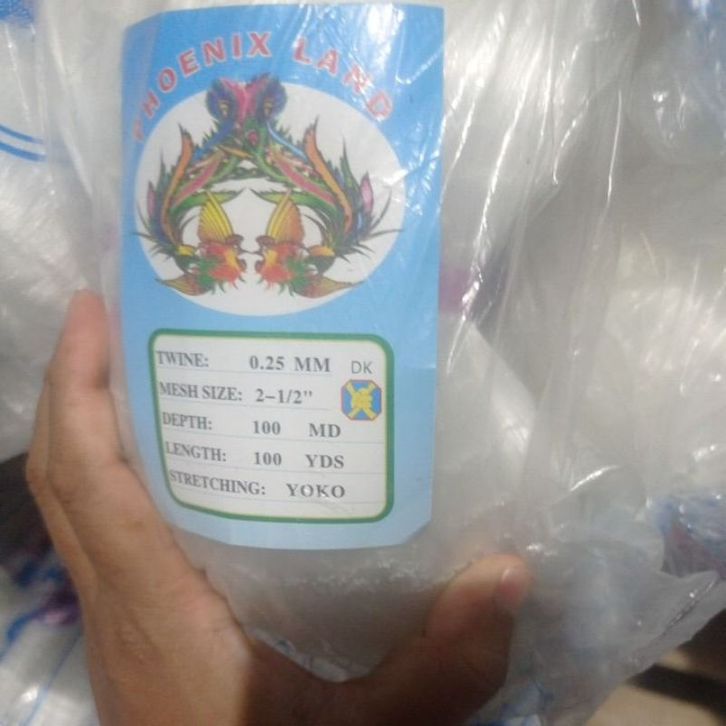 PHOENIX LAND
TWINE: 0.25 MM DK
MESH SIZE: 2-1/2"
DEPTH: 100 MD
LENGTH: 100 YDS
STRETCHING: YOKO